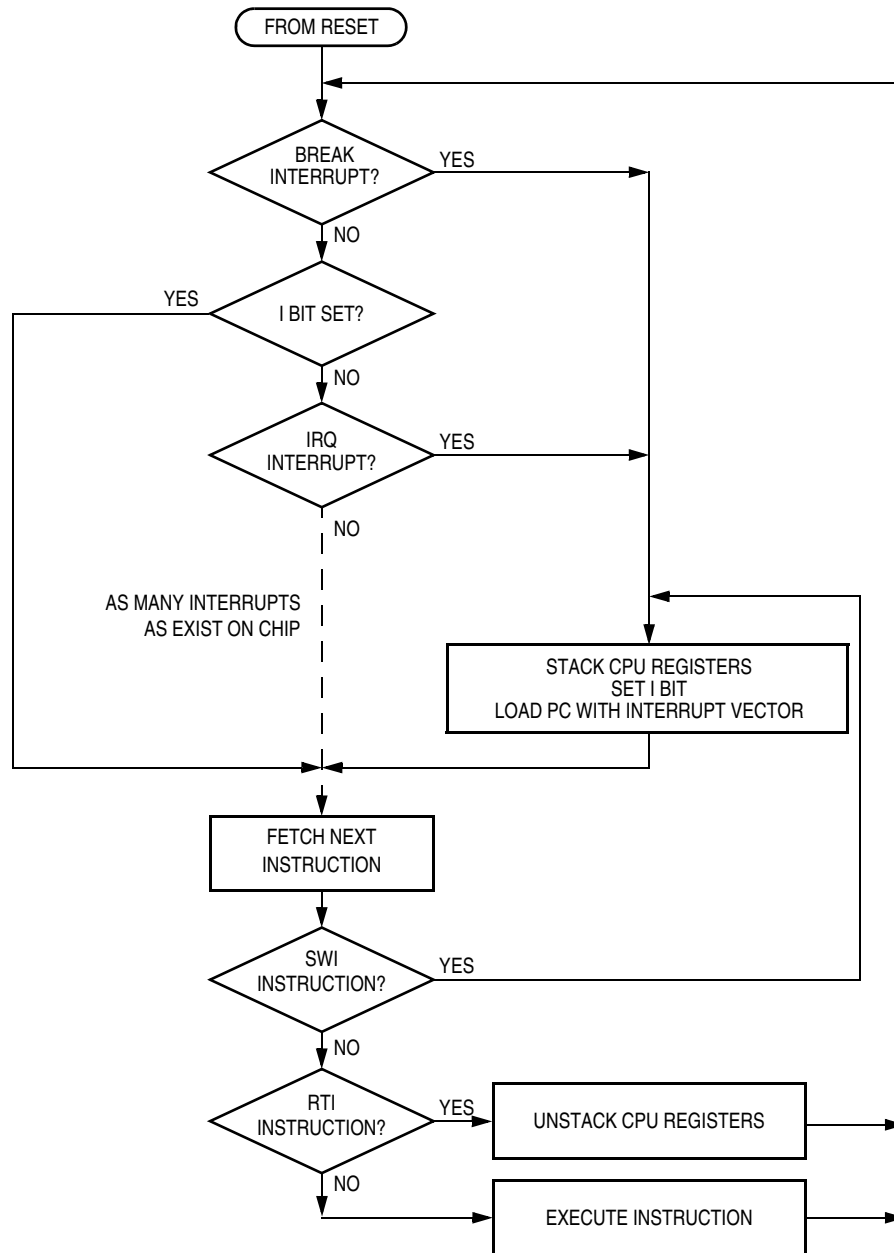 FROM RESET
BREAK
INTERRUPT?
YES
NO
YES
I BIT SET?
NO
IRQ
INTERRUPT?
YES
NO
AS MANY INTERRUPTS
AS EXIST ON CHIP
STACK CPU REGISTERS
SET I BIT
LOAD PC WITH INTERRUPT VECTOR
FETCH NEXT
INSTRUCTION
SWI
INSTRUCTION?
YES
NO
RTI
INSTRUCTION?
YES
UNSTACK CPU REGISTERS
NO
EXECUTE INSTRUCTION